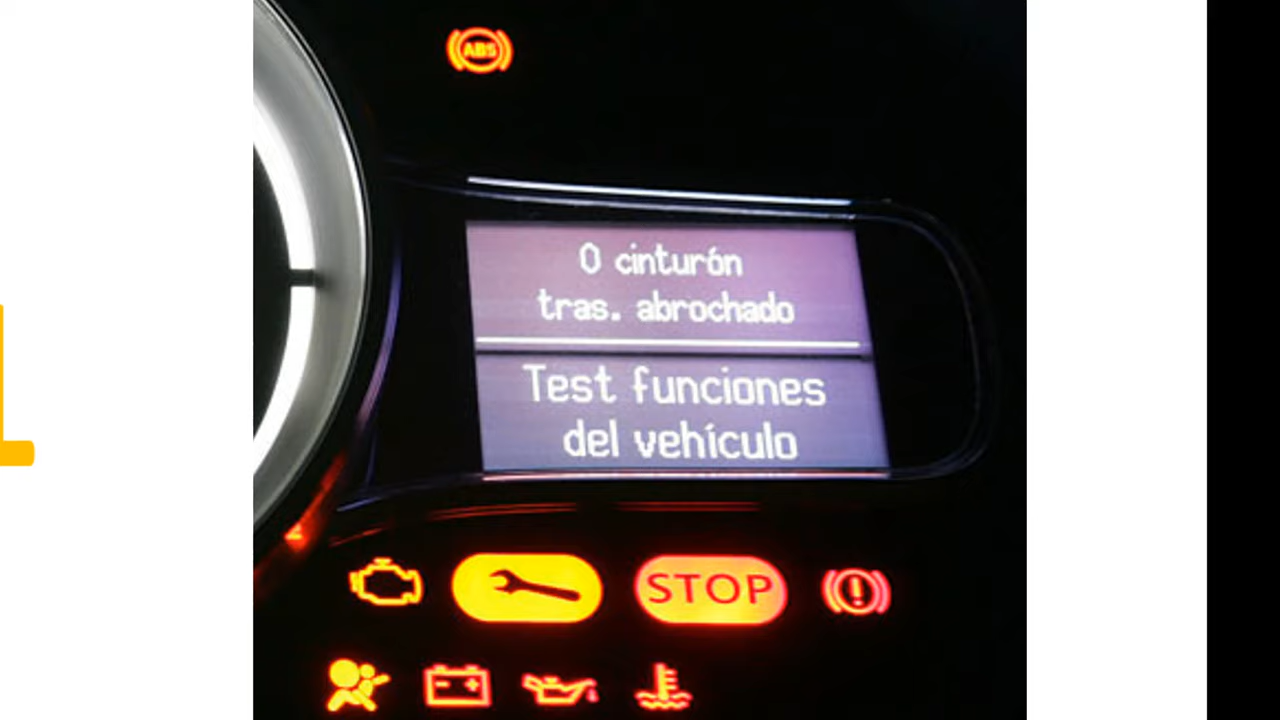 ABS
0 cinturón
tras. abrochado
Test funciones
del vehículo
STOP